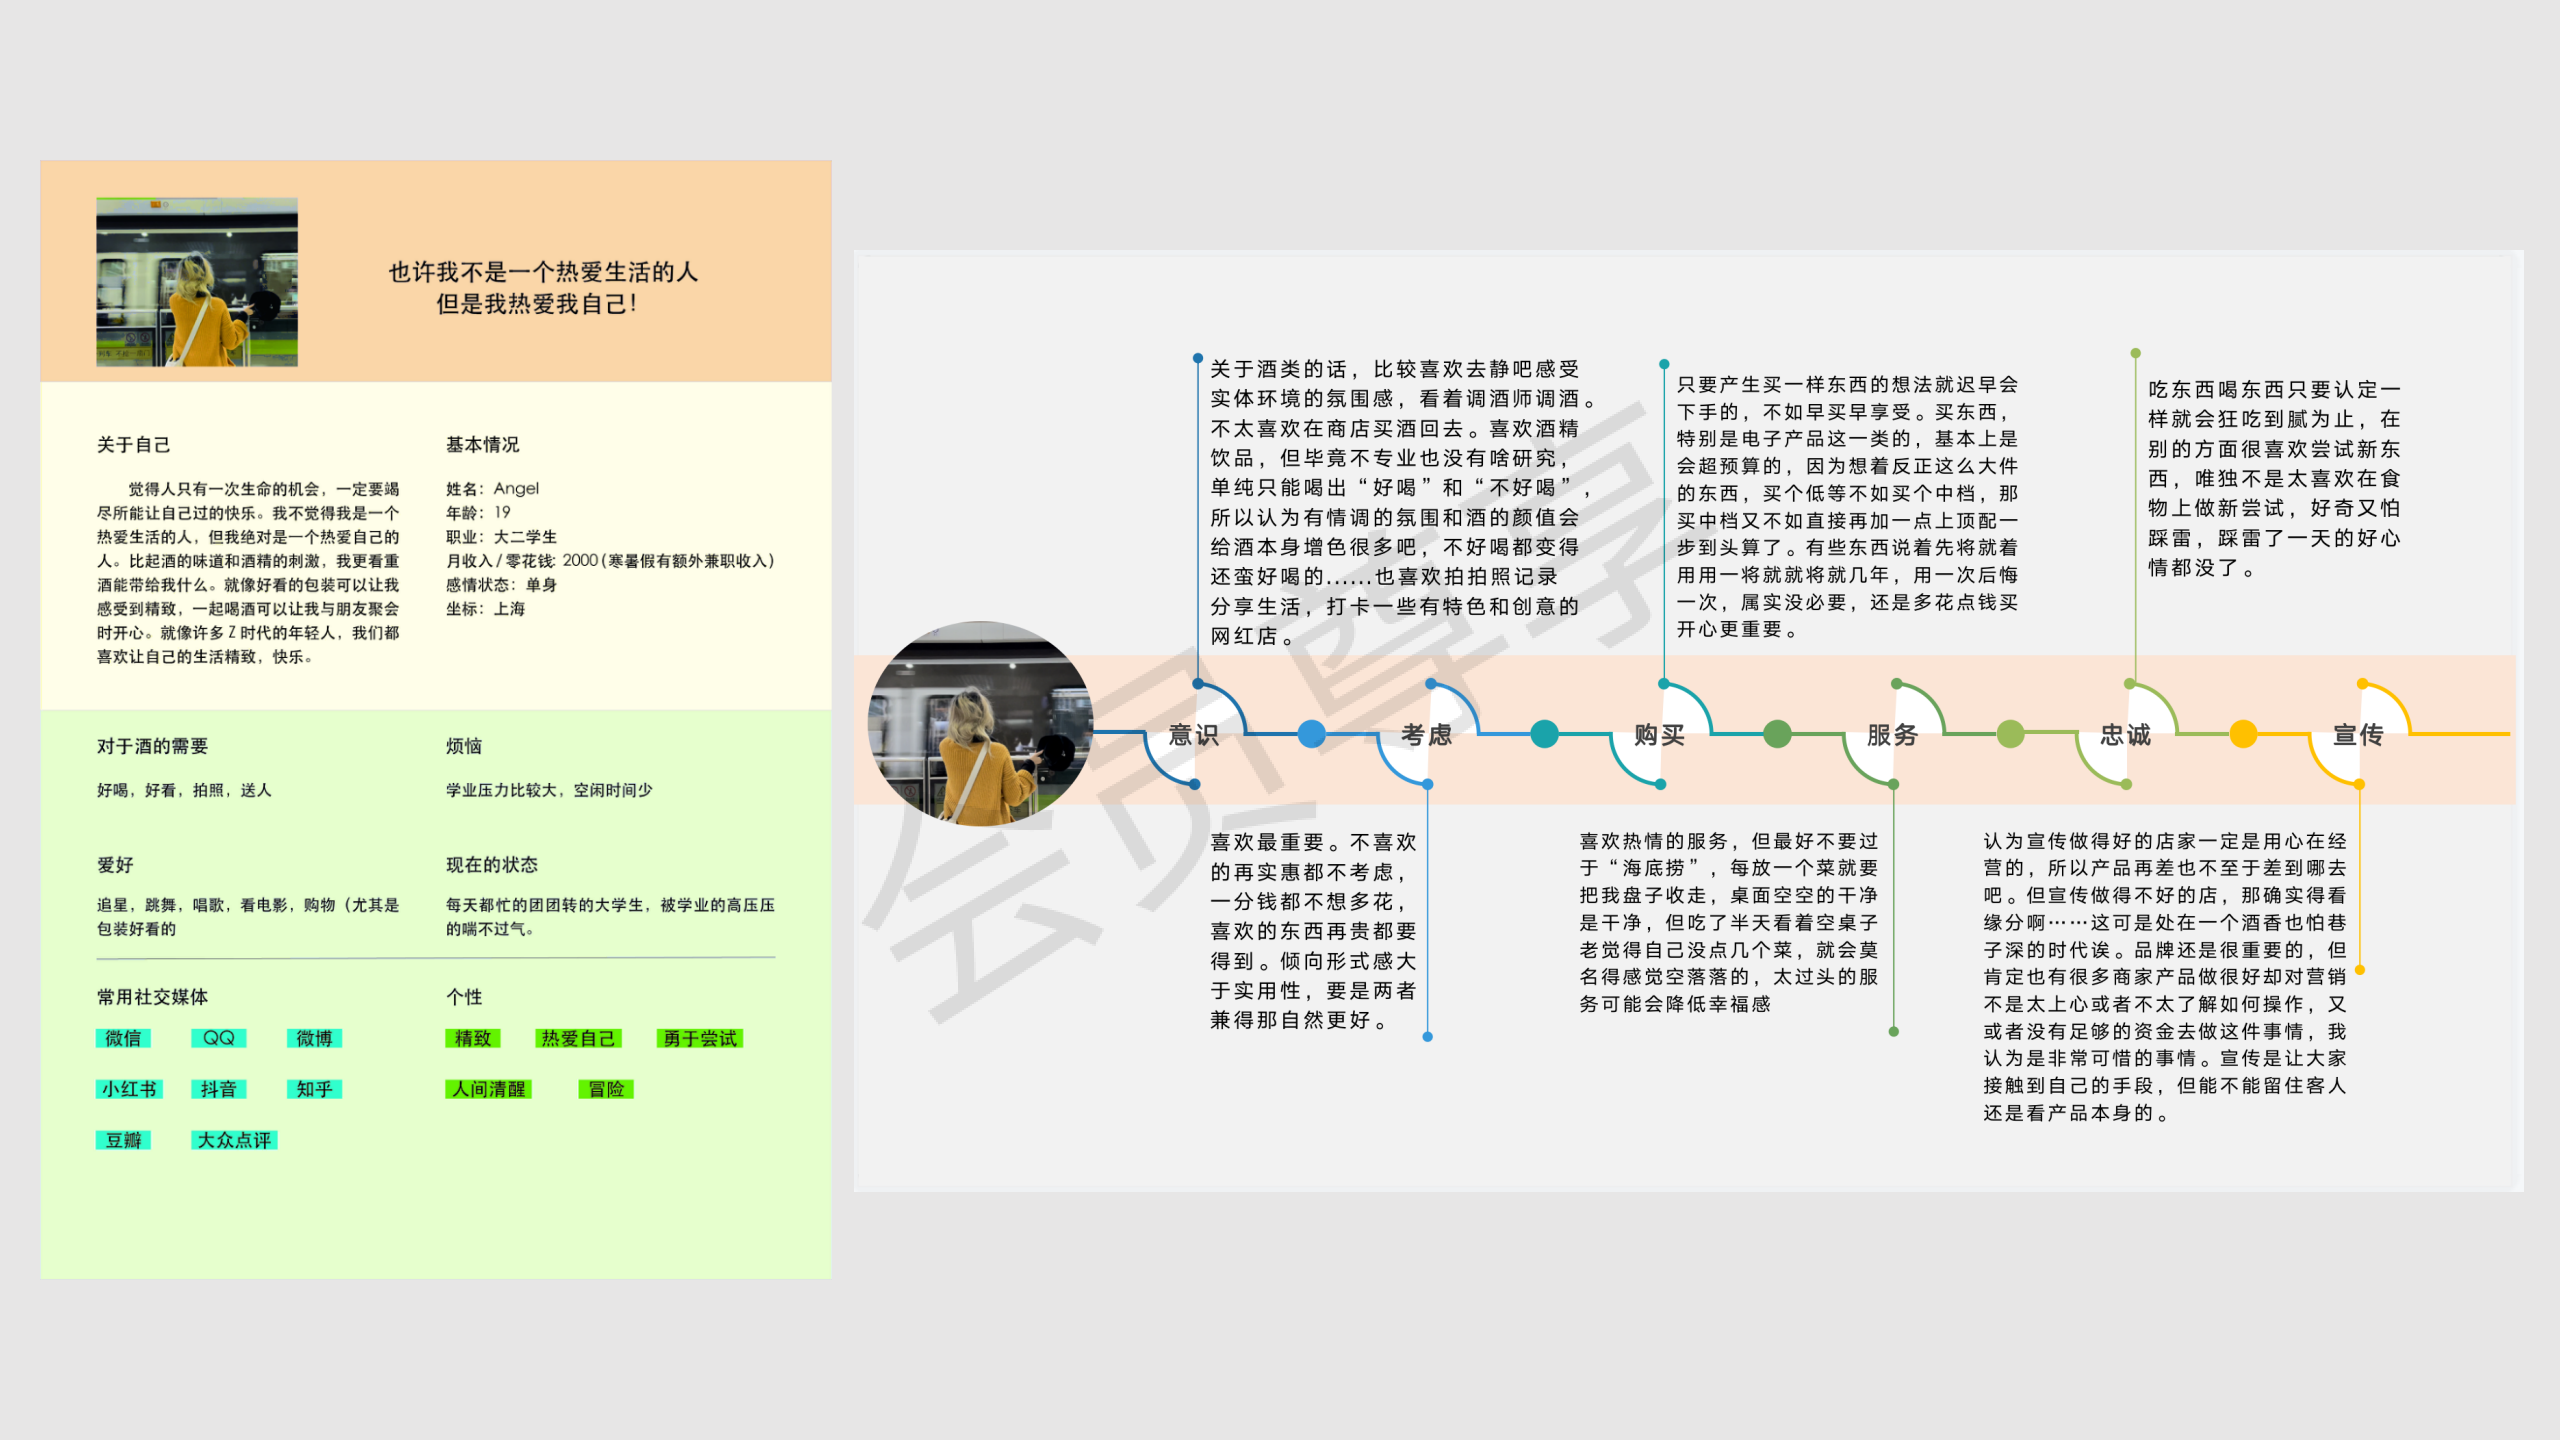 也许我不是一个热爱生活的人
但是我热爱我自己！
关于自己
觉得人只有一次生命的机会，一定要竭
尽所能让自己过的快乐。我不觉得我是一个
热爱生活的人，但我绝对是一个热爱自己的
人。比起酒的味道和酒精的刺激，我更看重
酒能带给我什么。就像好看的包装可以让我
感受到精致，一起喝酒可以让我与朋友聚会
时开心。就像许多 Z 时代的年轻人，我们都
喜欢让自己的生活精致，快乐。
基本情况
姓名：Angel
年龄：19
职业：大二学生
月收入 / 零花钱: 2000 (寒暑假有额外兼职收入）
感情状态：单身
坐标：上海
对于酒的需要
好喝，好看，拍照，送人
烦恼
学业压力比较大，空闲时间少
爱好
追星，跳舞，唱歌，看电影，购物（尤其是
包装好看的
现在的状态
每天都忙的团团转的大学生，被学业的高压压
的喘不过气。
常用社交媒体
微信 QQ 微博
小红书 抖音 知乎
豆瓣 大众点评
个性
精致 热爱自己 勇于尝试
人间清醒 冒险
关于酒类的话，比较喜欢去静吧感受
实体环境的氛围感，看着调酒师调酒。
不太喜欢在商店买酒回去。喜欢酒精
饮品，但毕竟不专业也没有啥研究，
单纯只能喝出“好喝”和“不好喝”，
所以认为有情调的氛围和酒的颜值会
给酒本身增色很多吧，不好喝都变得
还蛮好喝的......也喜欢拍拍照记录
分享生活，打卡一些有特色和创意的
网红店。
只要产生买一样东西的想法就迟早会
下手的，不如早买早享受。买东西，
特别是电子产品这一类的，基本上是
会超预算的，因为想着反正这么大件
的东西，买个低等不如买个中档，那
买中档又不如直接再加一点上顶配一
步到头算了。有些东西说着先将就着
用用一将就就将就几年，用一次后悔
一次，属实没必要，还是多花点钱买
开心更重要。
吃东西喝东西只要认定一
样就会狂吃到腻为止，在
别的方面很喜欢尝试新东
西，唯独不是太喜欢在食
物上做新尝试，好奇又怕
踩雷，踩雷了一天的好心
情都没了。
意识 考虑 购买 服务 忠诚 宣传
喜欢最重要。不喜欢
的再实惠都不考虑，
一分钱都不想多花，
喜欢的东西再贵都要
得到。倾向形式感大
于实用性，要是两者
兼得那自然更好。
喜欢热情的服务，但最好不要过
于“海底捞”，每放一个菜就要
把我盘子收走，桌面空空的干净
是干净，但吃了半天看着空桌子
老觉得自己没点几个菜，就会莫
名得感觉空落落的，太过头的服
务可能会降低幸福感
认为宣传做得好的店家一定是用心在经
营的，所以产品再差也不至于差到哪去
吧。但宣传做得不好的店，那确实得看
缘分啊……这可是处在一个酒香也怕巷
子深的时代诶。品牌还是很重要的，但
肯定也有很多商家产品做很好却对营销
不是太上心或者不太了解如何操作，又
或者没有足够的资金去做这件事情，我
认为是非常可惜的事情。宣传是让大家
接触到自己的手段，但能不能留住客人
还是看产品本身的。
会员尊享